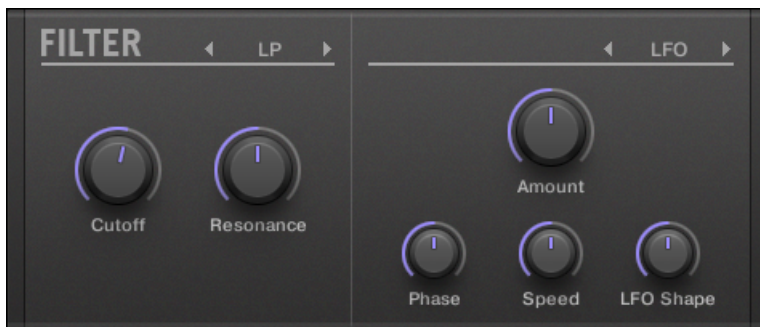 FILTER LP LFO
Amount
Cutoff Resonance
Phase Speed LFO Shape